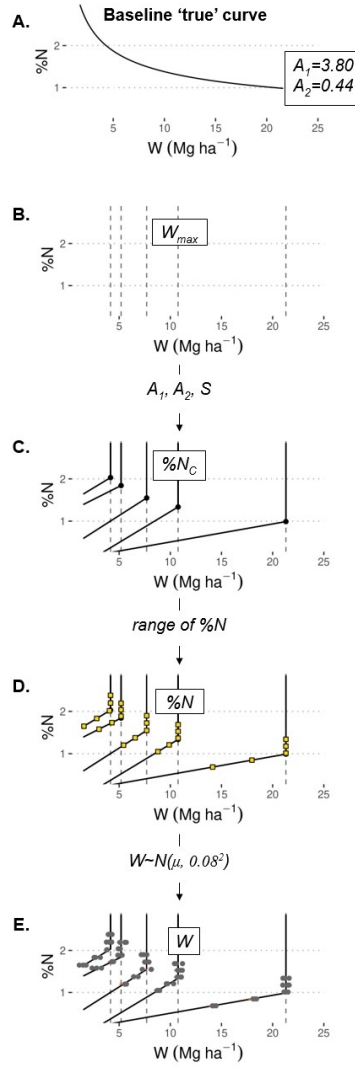 A.
Baseline ‘true’ curve
%N
2
1
A₁=3.80
A₂=0.44
5 10 15 20 25
W (Mg ha⁻¹)
B.
%N
2
1
Wₘₐₓ
5 10 15 20 25
W (Mg ha⁻¹)
A₁, A₂, S
C.
%N
2
1
%N_C
5 10 15 20 25
W (Mg ha⁻¹)
range of %N
D.
%N
2
1
%N
5 10 15 20 25
W (Mg ha⁻¹)
W~N(μ, 0.08²)
E.
%N
2
1
W
5 10 15 20 25
W (Mg ha⁻¹)